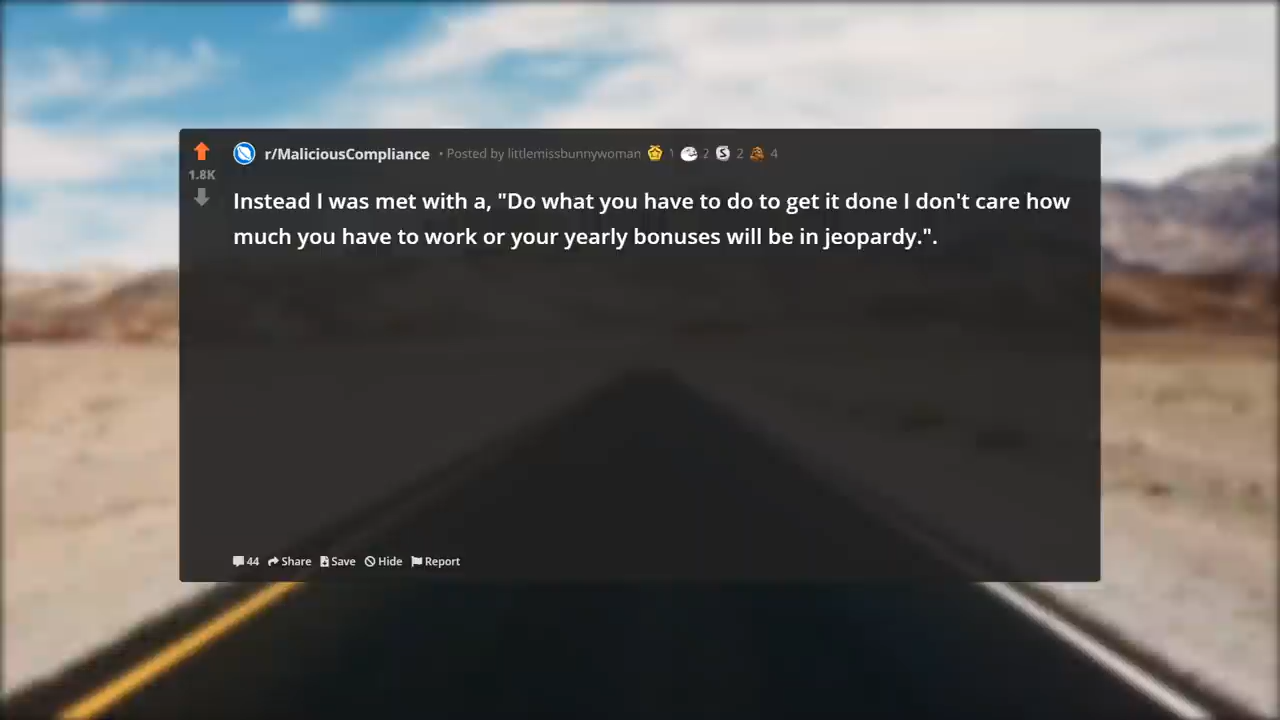 r/MaliciousCompliance • Posted by littlemissbunnywoman 1 2 S 2 4
1.8K
Instead I was met with a, "Do what you have to do to get it done I don't care how
much you have to work or your yearly bonuses will be in jeopardy.".
44 Share Save Hide Report